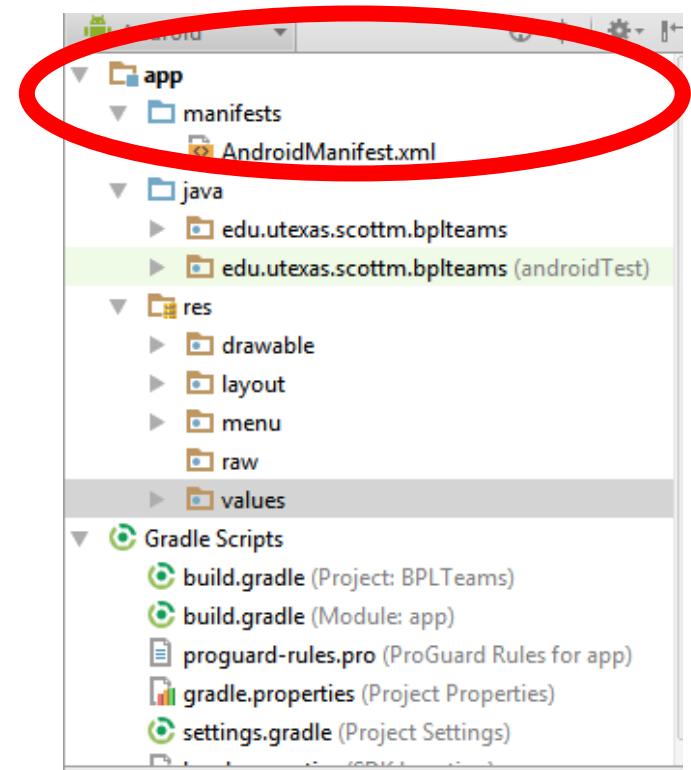 Android
app
manifests
AndroidManifest.xml
java
edu.utexas.scottm.bplteams
edu.utexas.scottm.bplteams (androidTest)
res
drawable
layout
menu
raw
values
Gradle Scripts
build.gradle (Project: BPLTeams)
build.gradle (Module: app)
proguard-rules.pro (ProGuard Rules for app)
gradle.properties (Project Properties)
settings.gradle (Project Settings)